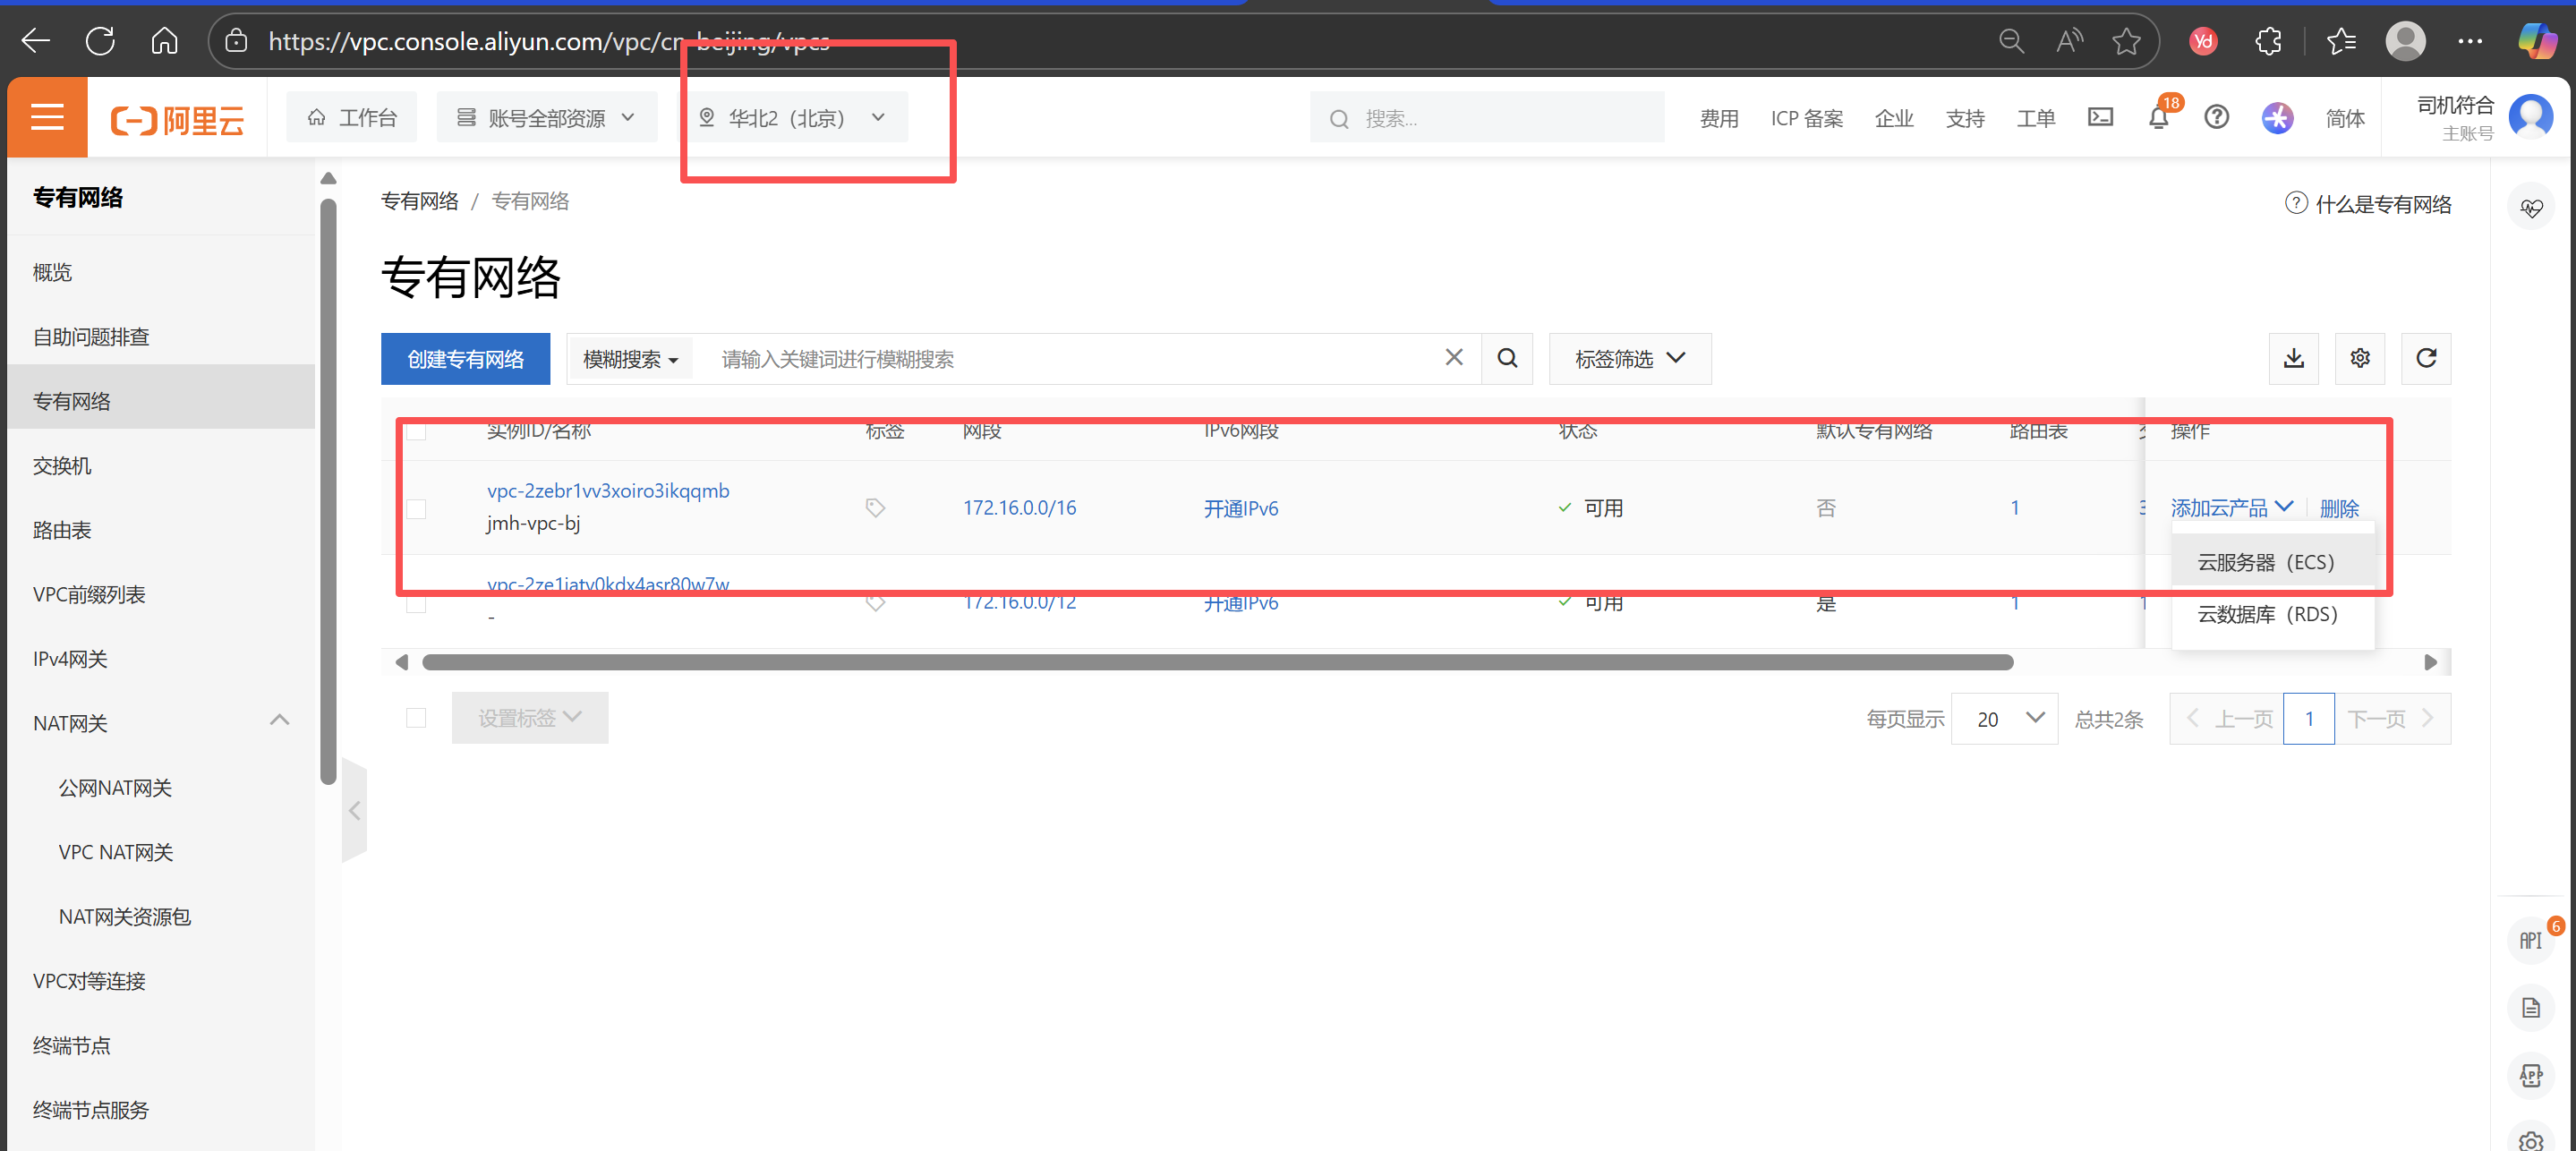 https://vpc.console.aliyun.com/vpc/cn-beijing/vpcs
阿里云
工作台
账号全部资源
华北2（北京）
搜索...
费用
ICP 备案
企业
支持
工单
18
简体
司机符合
主账号
专有网络
概览
自助问题排查
专有网络
交换机
路由表
VPC前缀列表
IPv4网关
NAT网关
公网NAT网关
VPC NAT网关
NAT网关资源包
VPC对等连接
终端节点
终端节点服务
专有网络 / 专有网络
什么是专有网络
专有网络
创建专有网络
模糊搜索
请输入关键词进行模糊搜索
标签筛选
实例ID/名称 标签 网段 IPv6网段 状态 默认专有网络 路由表 操作
vpc-2zebr1vv3xoiro3ikqqmb
jmh-vpc-bj
172.16.0.0/16 开通IPv6 可用 否 1 3 添加云产品 删除
云服务器（ECS）
云数据库（RDS）
vpc-2ze1iatv0kdx4asr80w7w
-
172.16.0.0/12 开通IPv6 可用 是 1 1
设置标签
每页显示 20 总共2条 上一页 1 下一页
API
6
APP
yd